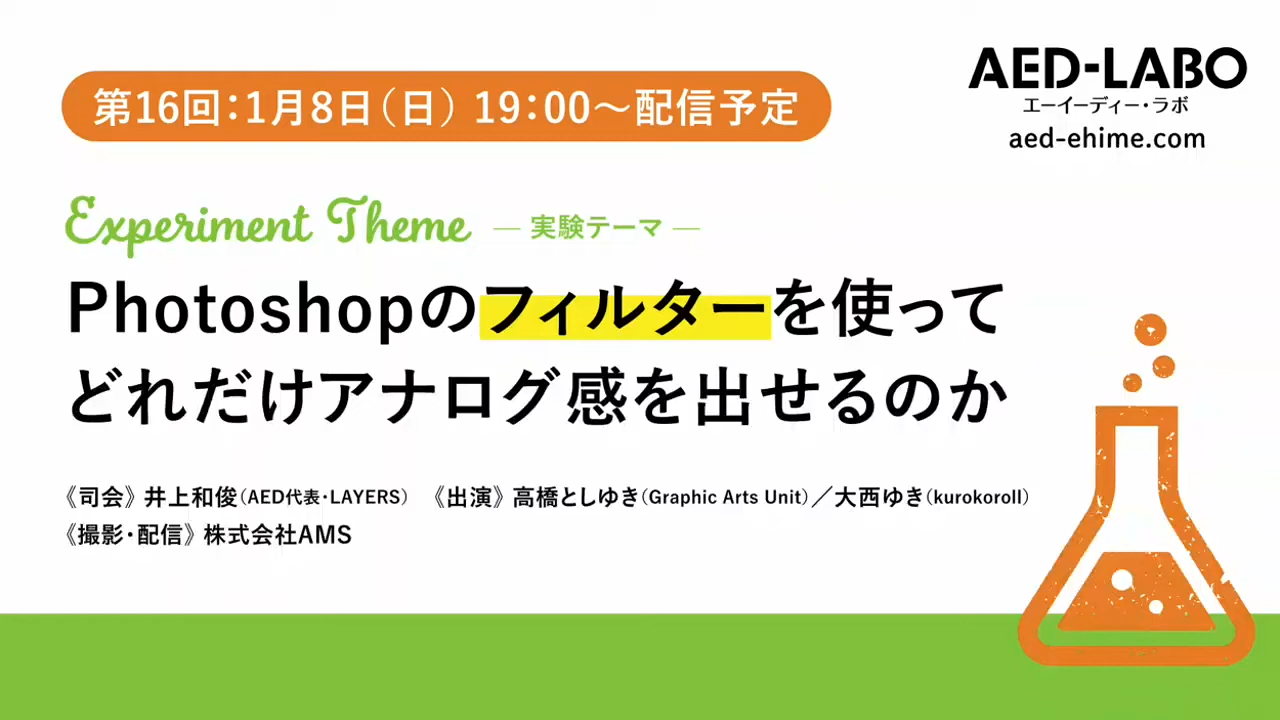 AED-LABO
エーイーディー・ラボ
aed-ehime.com
第16回：1月8日（日） 19：00〜配信予定
Experiment Theme — 実験テーマ —
Photoshopのフィルターを使って
どれだけアナログ感を出せるのか
《司会》 井上和俊（AED代表・LAYERS） 《出演》 高橋としゆき（Graphic Arts Unit）／大西ゆき（kurokoroll）
《撮影・配信》 株式会社AMS